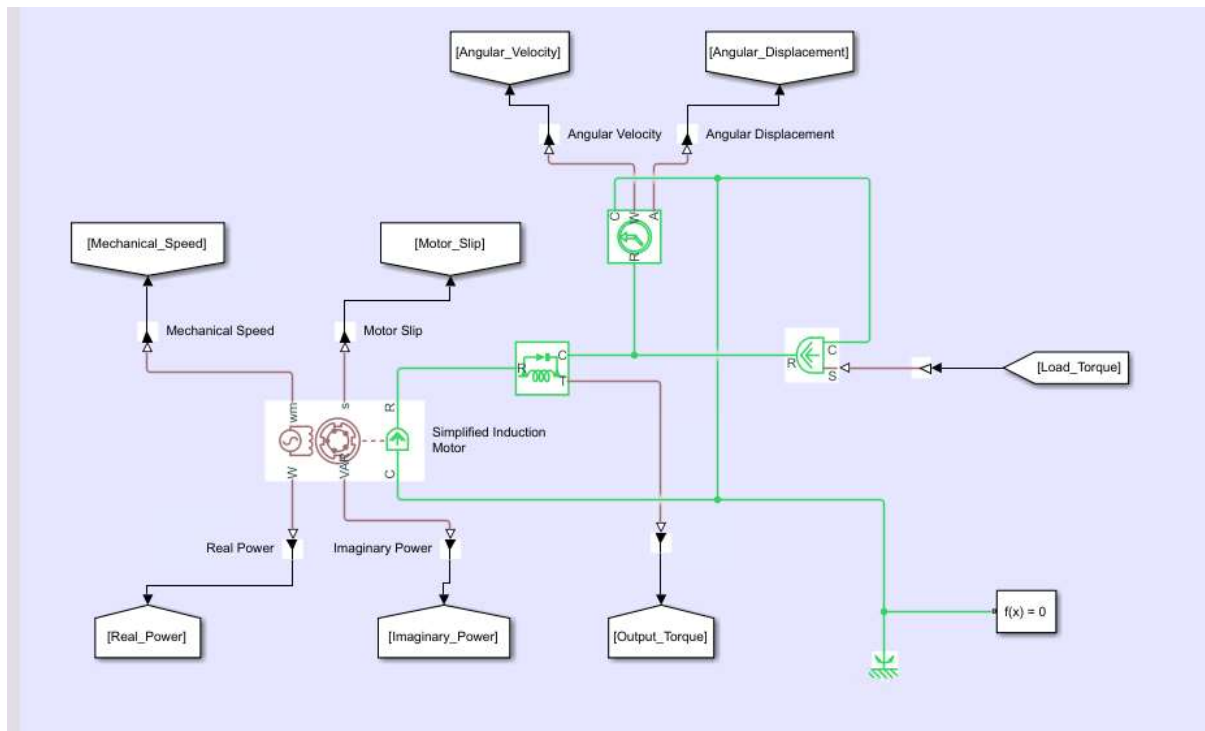 [Angular_Velocity]
[Angular_Displacement]
Angular Velocity
Angular Displacement
C
W
A
R
[Mechanical_Speed]
[Motor_Slip]
Mechanical Speed
Motor Slip
R
C
T
R
C
S
[Load_Torque]
wm
s
R
Simplified Induction
Motor
W
VAR
C
Real Power
Imaginary Power
[Real_Power]
[Imaginary_Power]
[Output_Torque]
f(x) = 0